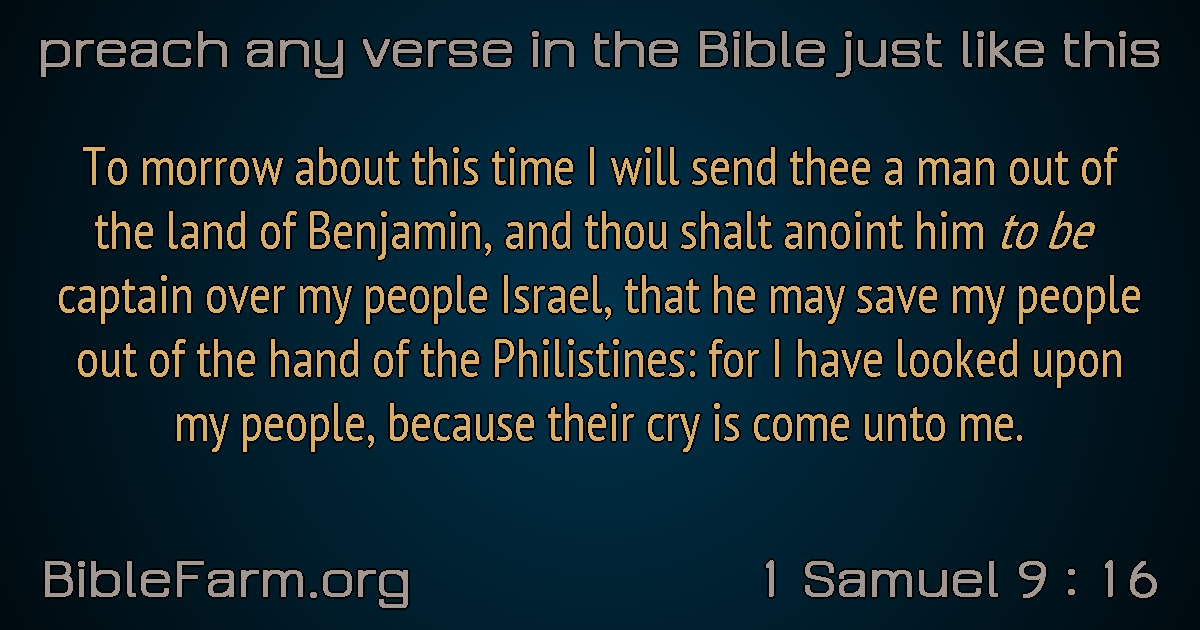 preach any verse in the Bible just like this
To morrow about this time I will send thee a man out of
the land of Benjamin, and thou shalt anoint him to be
captain over my people Israel, that he may save my people
out of the hand of the Philistines: for I have looked upon
my people, because their cry is come unto me.
BibleFarm.org
1 Samuel 9 : 16